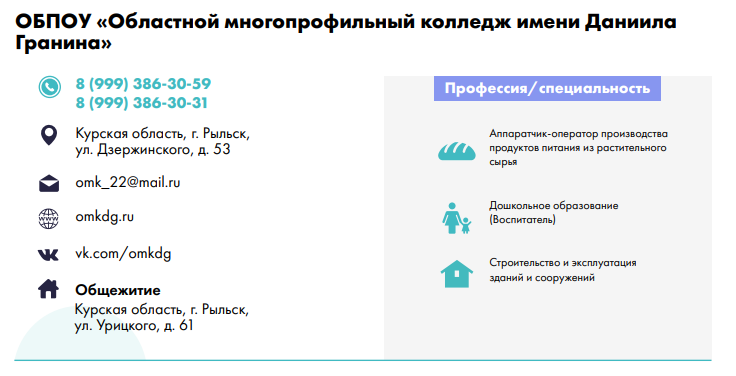 ОБПОУ «Областной многопрофильный колледж имени Даниила
Гранина»
8 (999) 386-30-59
8 (999) 386-30-31
Курская область, г. Рыльск,
ул. Дзержинского, д. 53
omk_22@mail.ru
WWW
omkdg.ru
vk.com/omkdg
Общежитие
Курская область, г. Рыльск,
ул. Урицкого, д. 61
Профессия/специальность
Аппаратчик-оператор производства
продуктов питания из растительного
сырья
Дошкольное образование
(Воспитатель)
Строительство и эксплуатация
зданий и сооружений